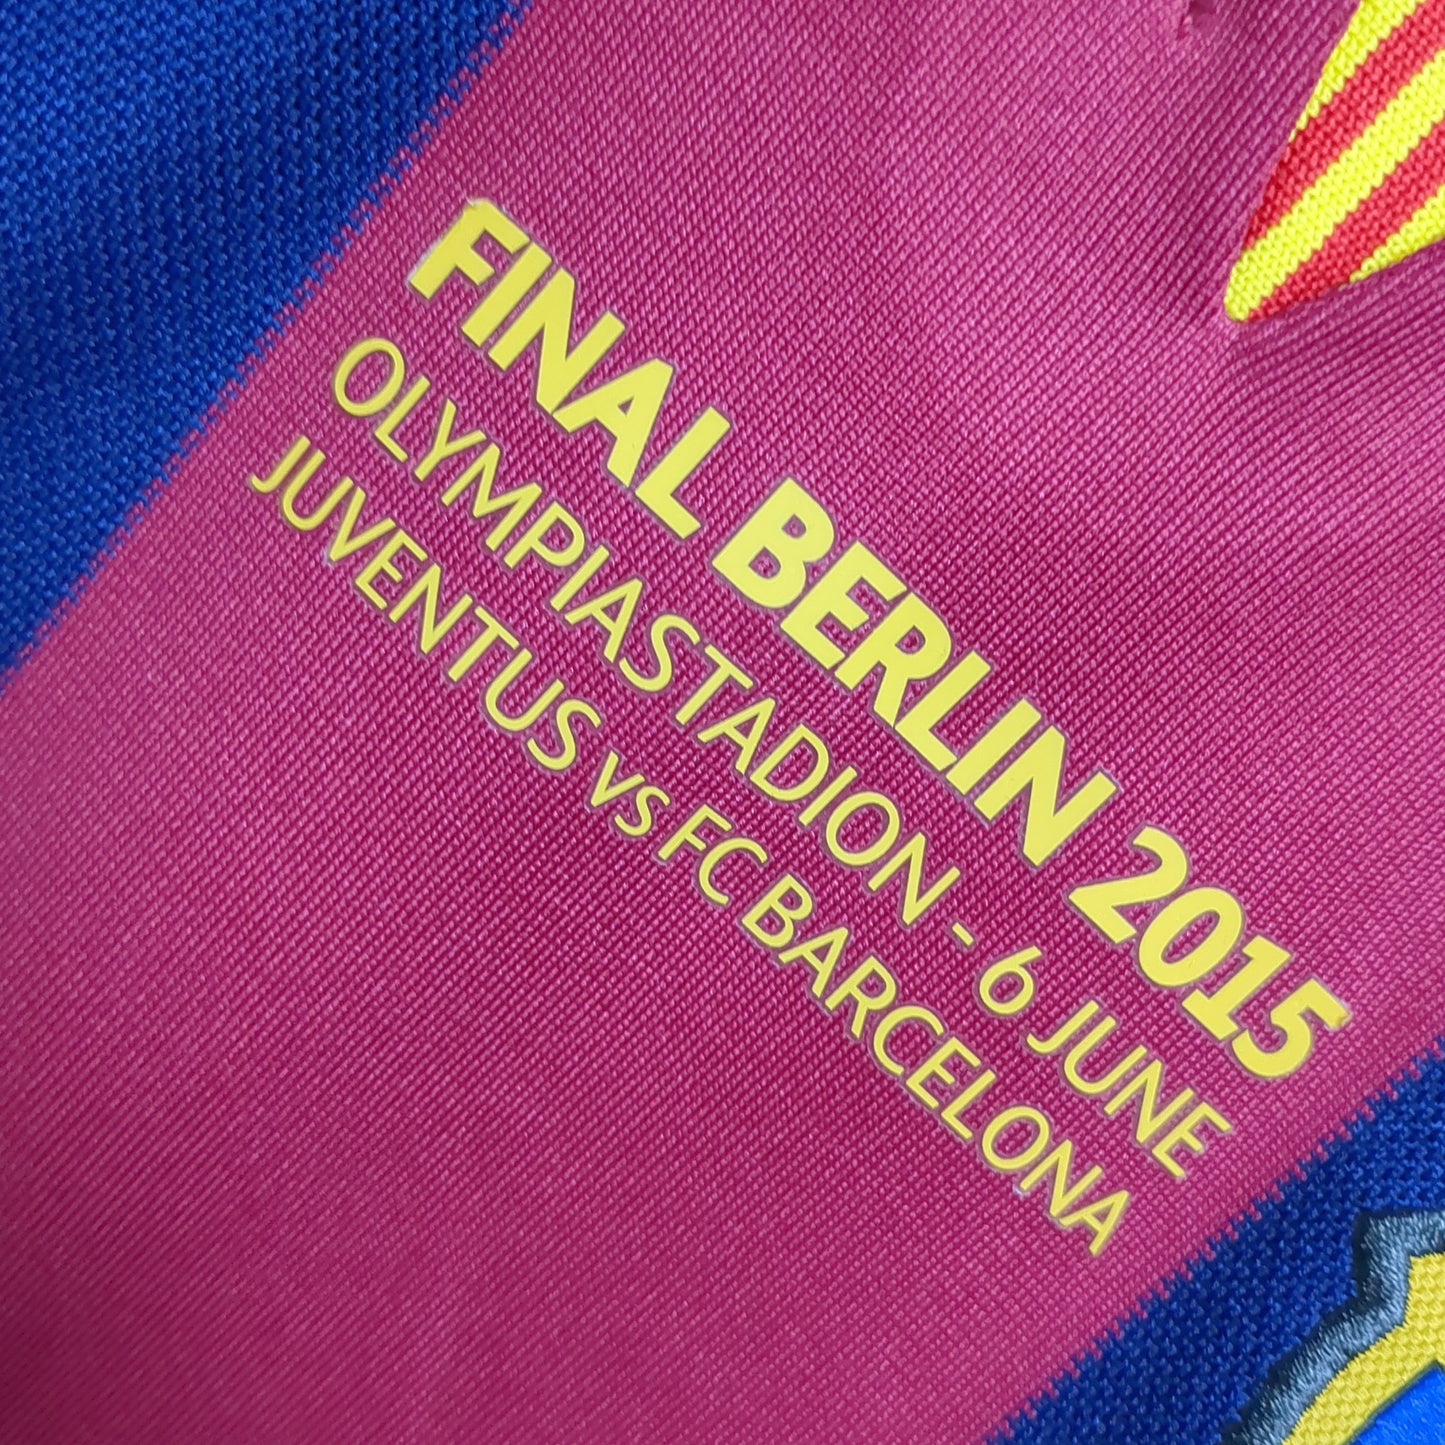 FINAL BERLIN 2015
OLYMPIASTADION - 6 JUNE
JUVENTUS vs FC BARCELONA